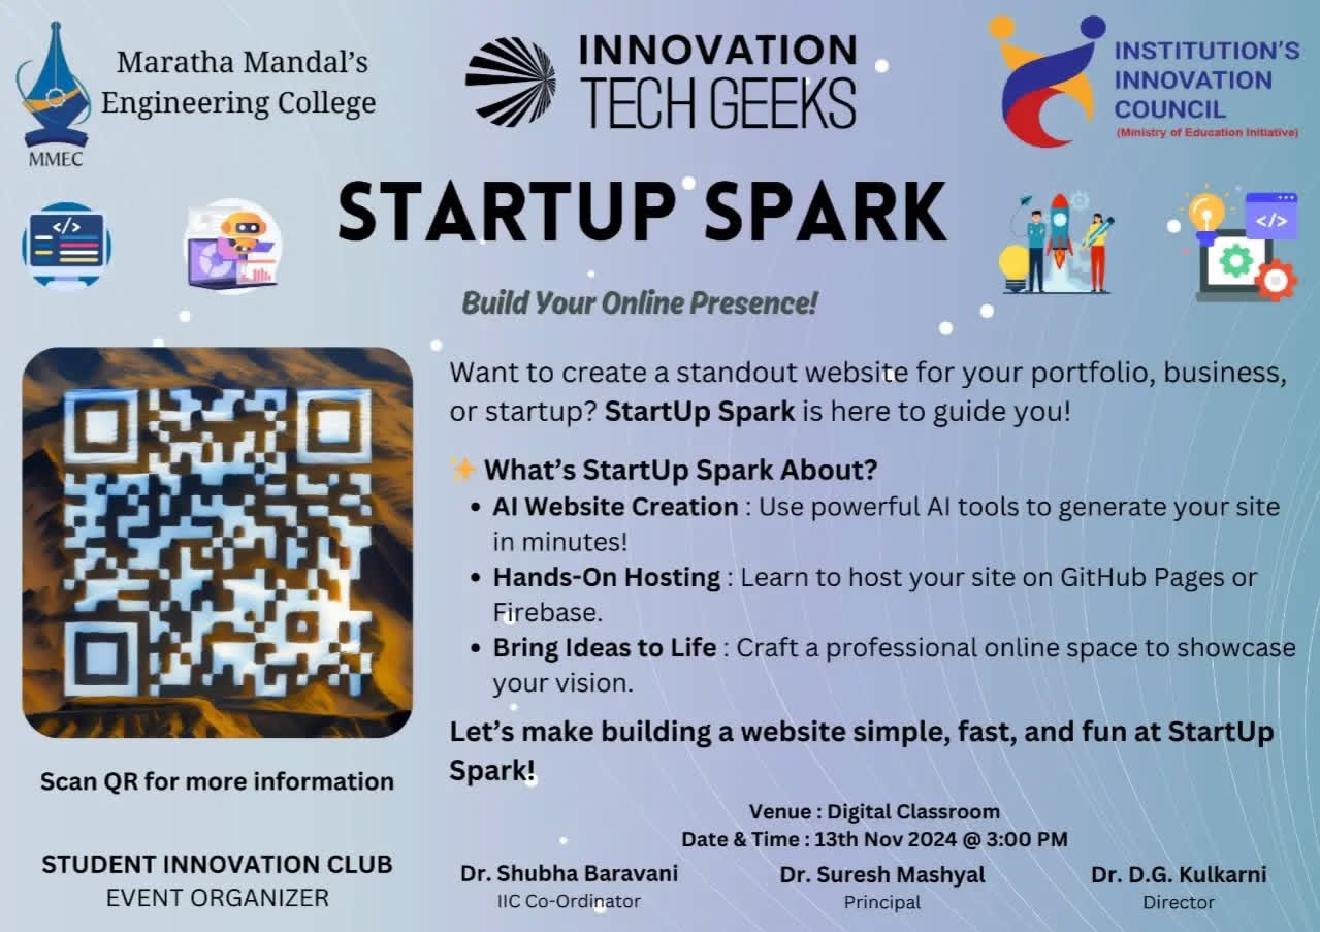 Maratha Mandal's
Engineering College
MMEC
INNOVATION
TECH GEEKS
INSTITUTION'S
INNOVATION
COUNCIL
(Ministry of Education Initiative)
STARTUP SPARK
</>
</>
Build Your Online Presence!
Want to create a standout website for your portfolio, business,
or startup? StartUp Spark is here to guide you!
✨ What's StartUp Spark About?
• AI Website Creation : Use powerful AI tools to generate your site
in minutes!
• Hands-On Hosting : Learn to host your site on GitHub Pages or
Firebase.
• Bring Ideas to Life : Craft a professional online space to showcase
your vision.
Let's make building a website simple, fast, and fun at StartUp
Spark!
Scan QR for more information
STUDENT INNOVATION CLUB
EVENT ORGANIZER
Venue : Digital Classroom
Date & Time : 13th Nov 2024 @ 3:00 PM
Dr. Shubha Baravani
IIC Co-Ordinator
Dr. Suresh Mashyal
Principal
Dr. D.G. Kulkarni
Director